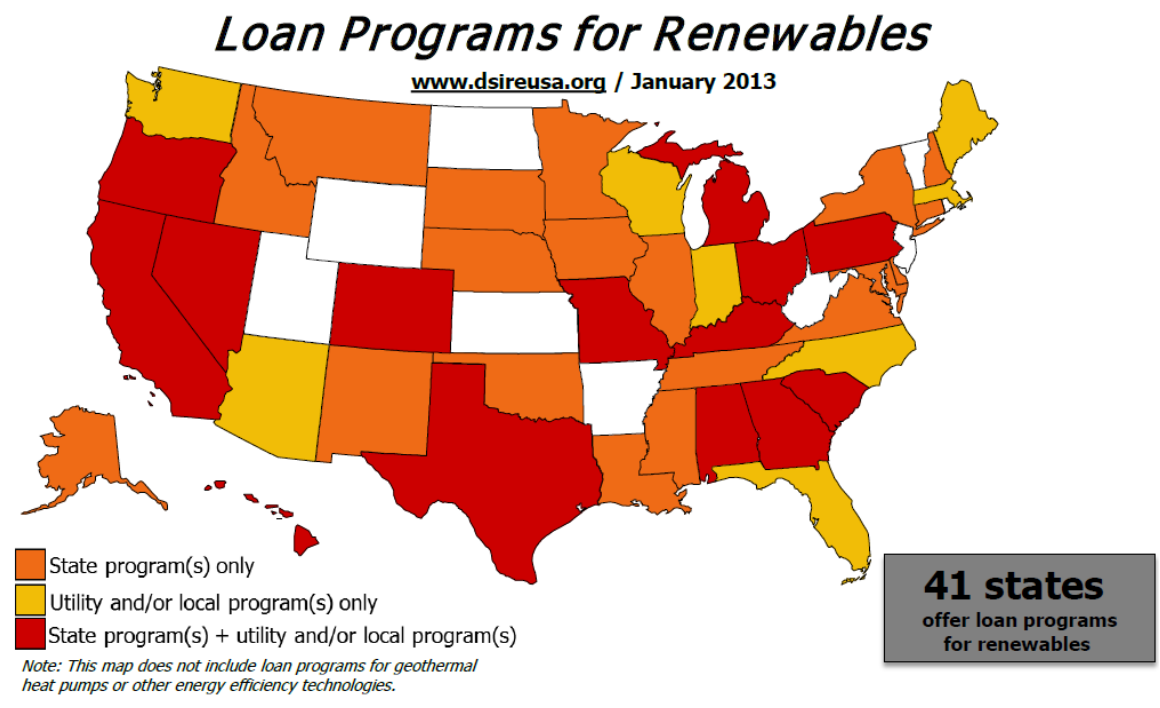 Loan Programs for Renewables
www.dsireusa.org / January 2013
State program(s) only
Utility and/or local program(s) only
State program(s) + utility and/or local program(s)
Note: This map does not include loan programs for geothermal
heat pumps or other energy efficiency technologies.
41 states
offer loan programs
for renewables